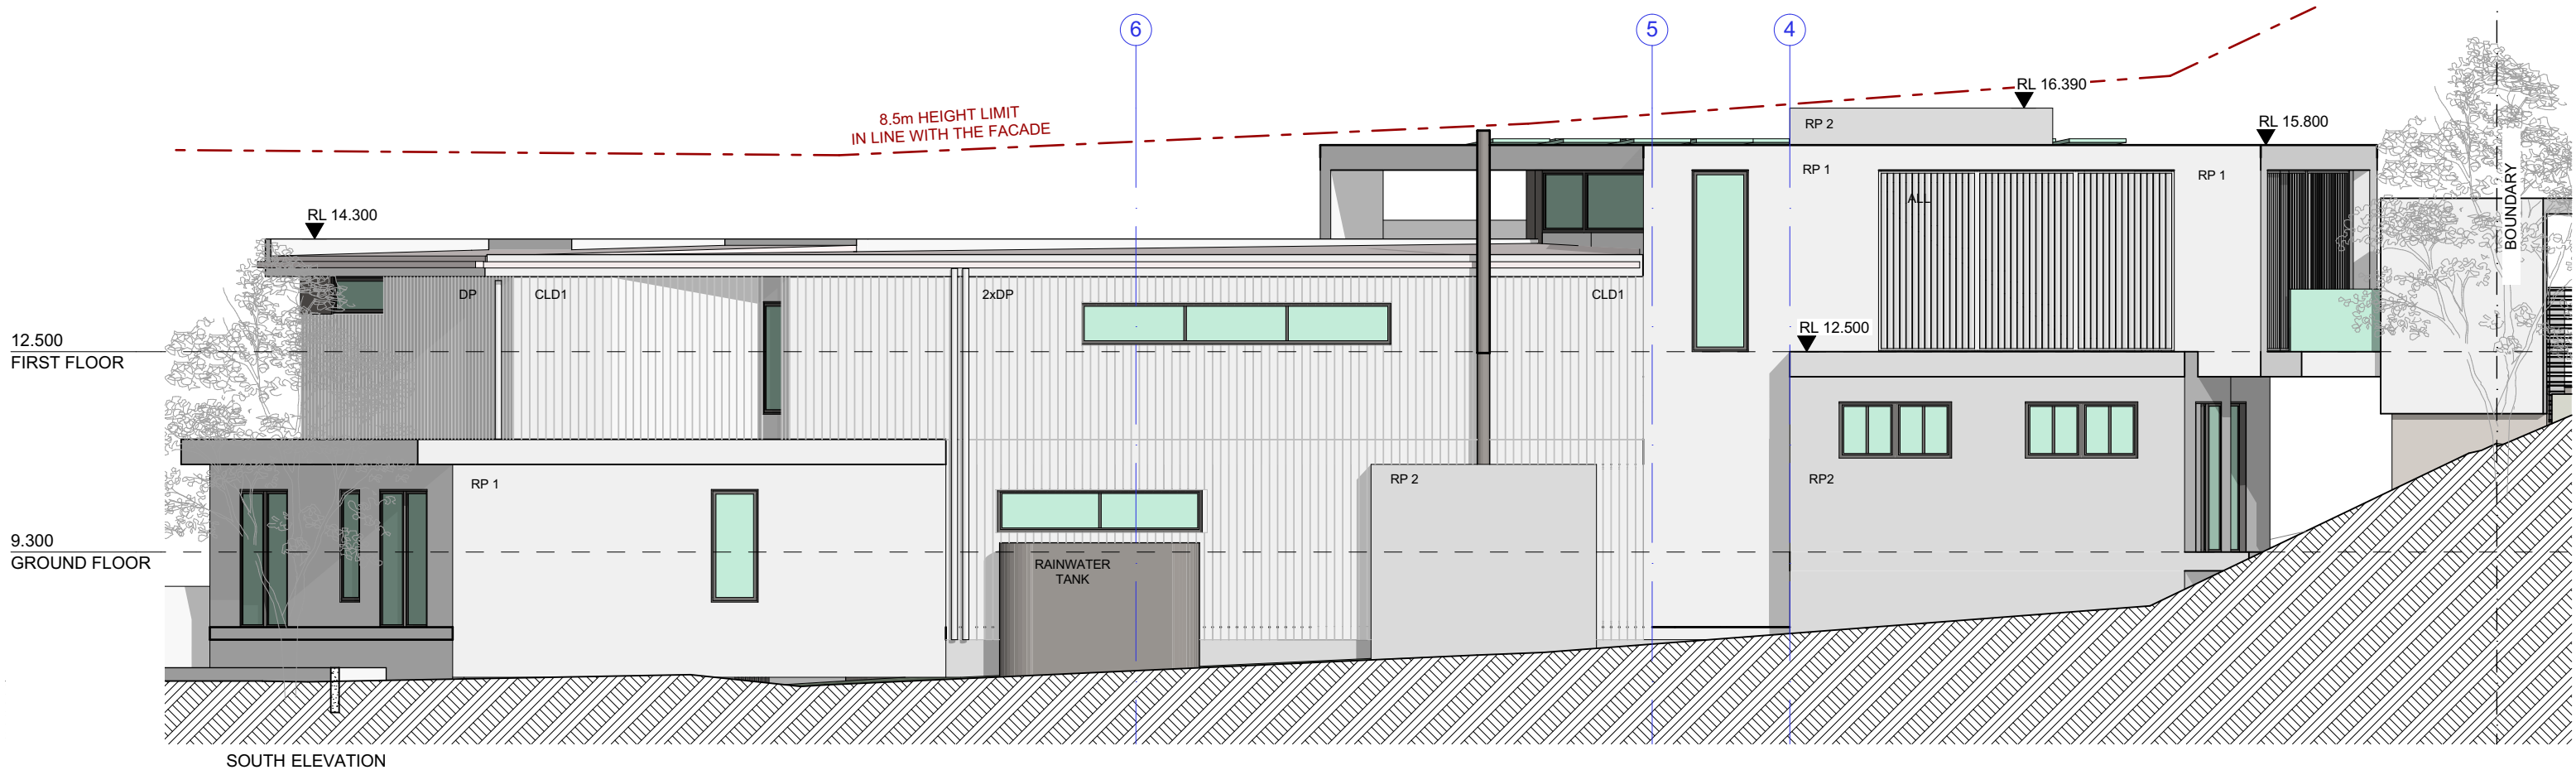 6
5
4
8.5m HEIGHT LIMIT
IN LINE WITH THE FACADE
RL 16.390
RP 2
RL 15.800
RP 1
RP 1
BOUNDARY
ALL
RL 14.300
DP
CLD1
2xDP
CLD1
RL 12.500
12.500
FIRST FLOOR
RP 1
RP 2
RP2
9.300
GROUND FLOOR
RAINWATER
TANK
SOUTH ELEVATION